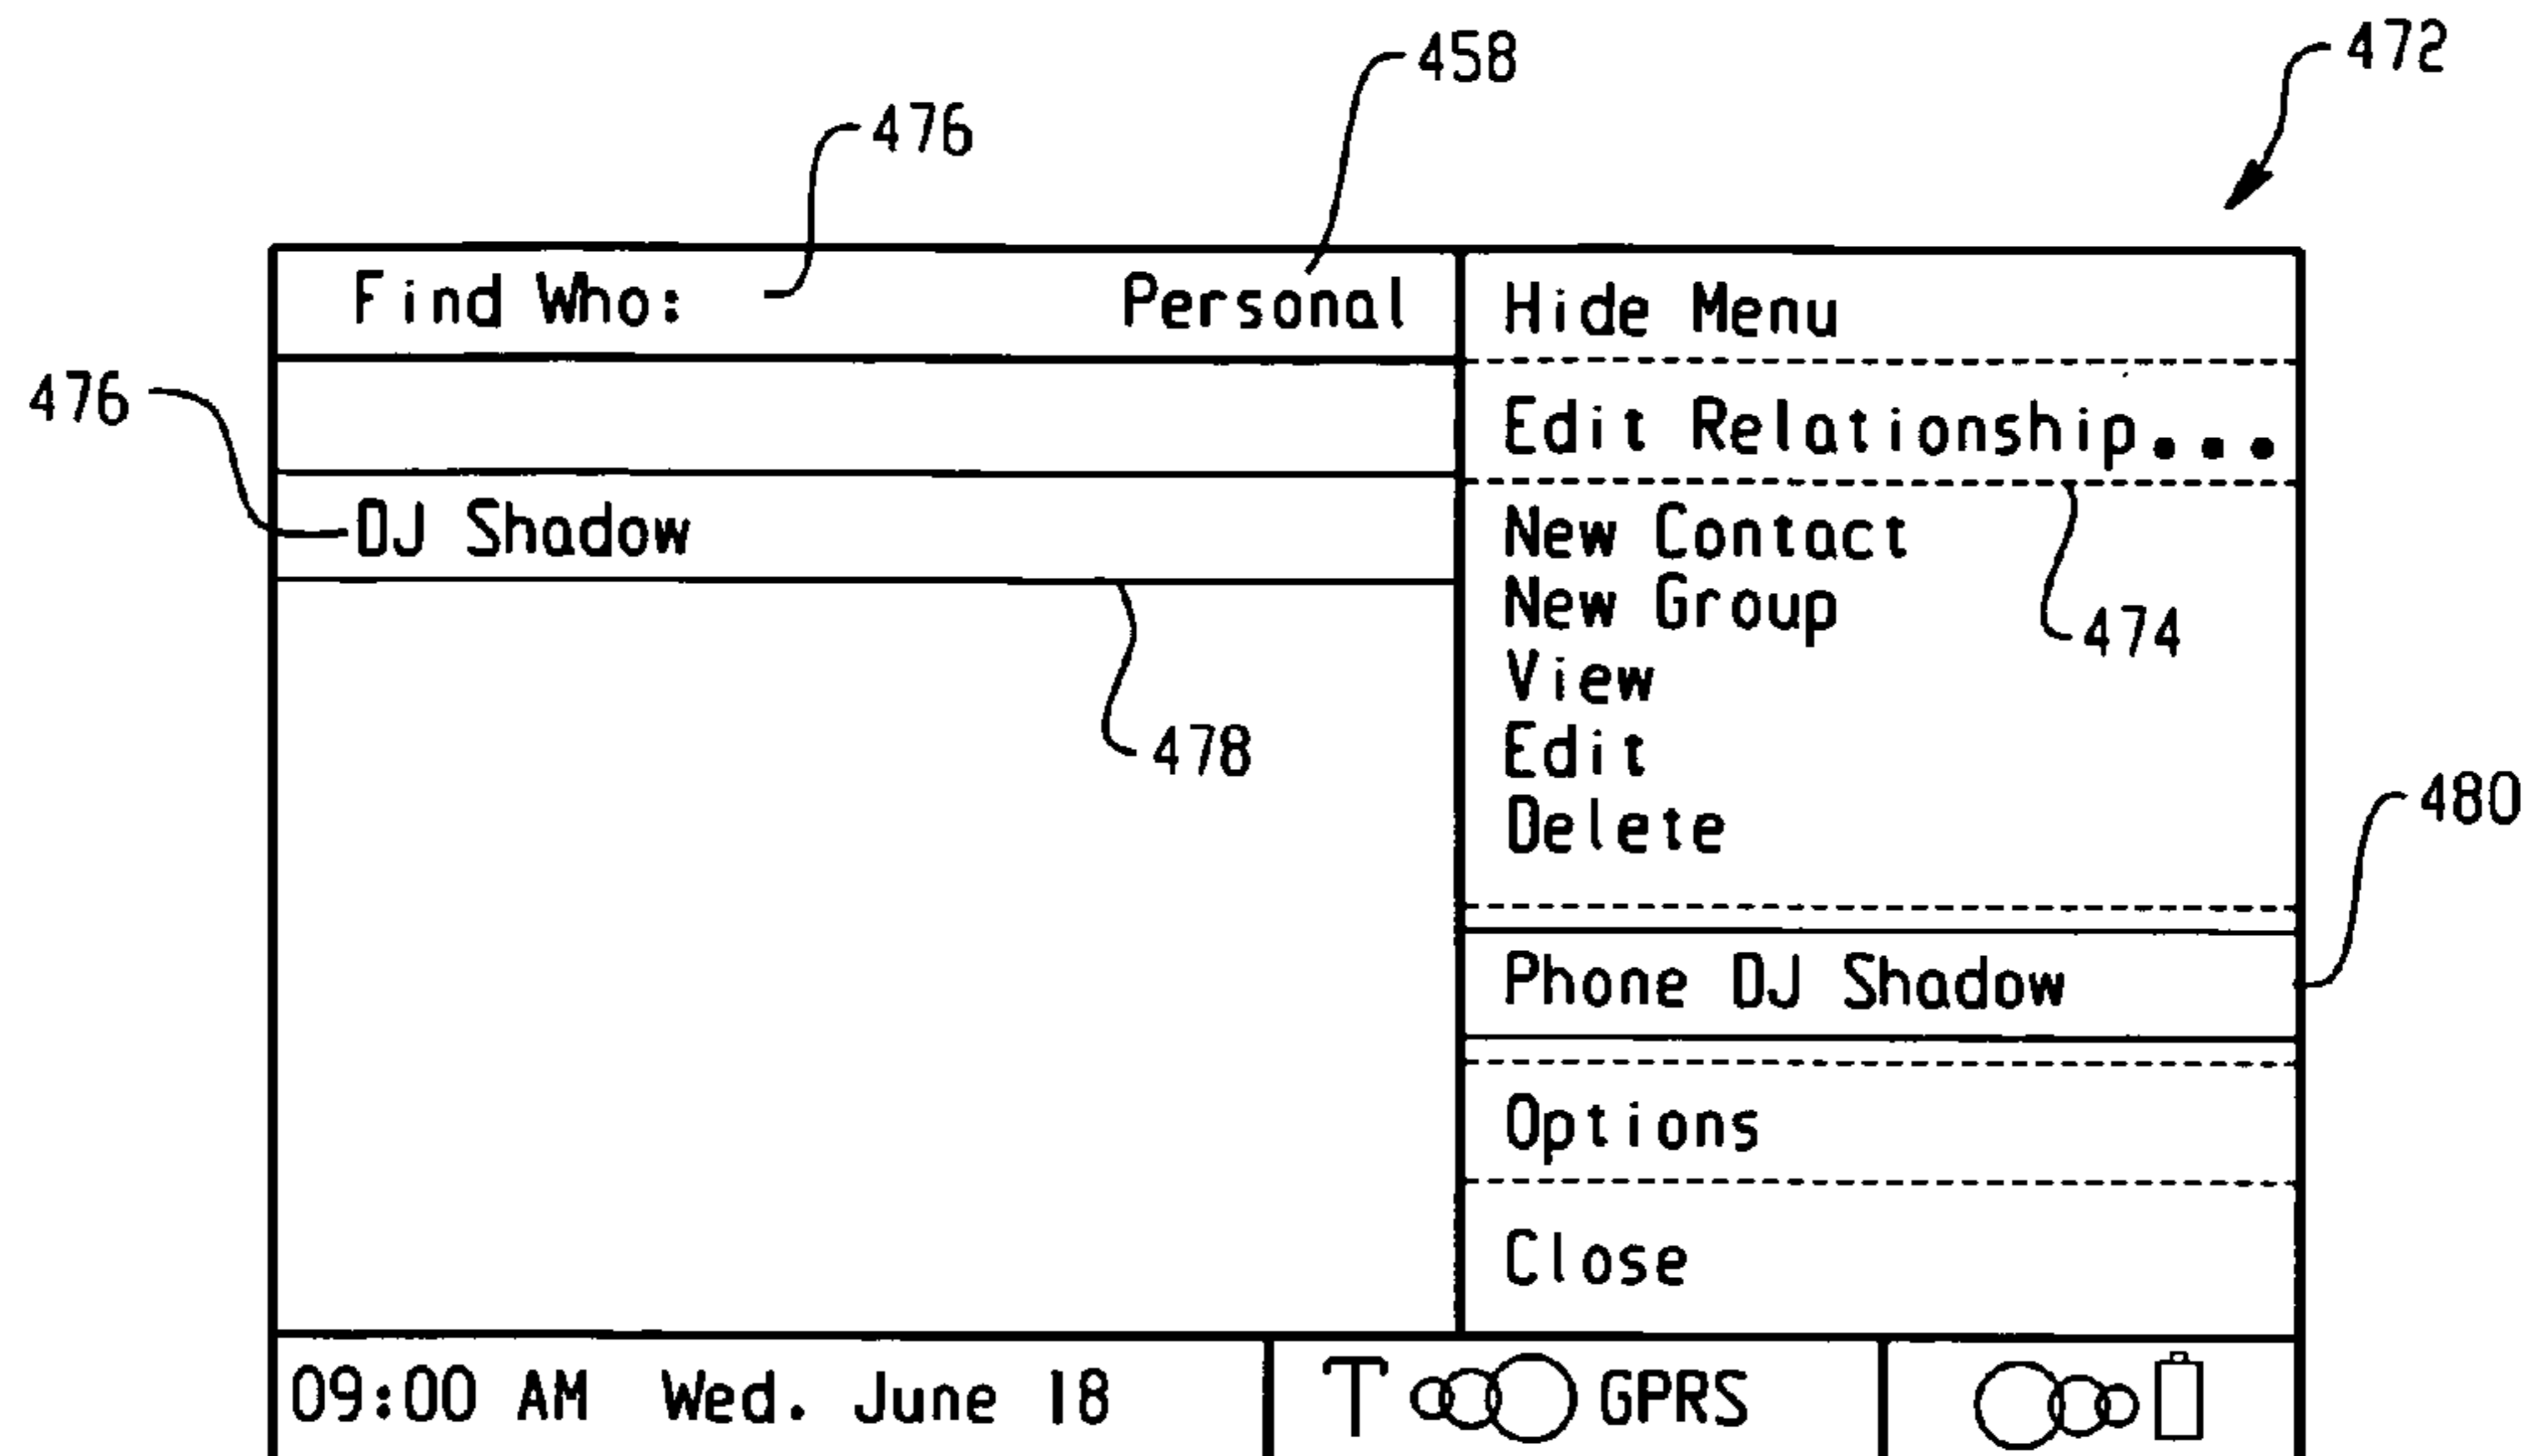 458
472
476
Find Who: Personal
Hide Menu
476
Edit Relationship...
DJ Shadow
New Contact
New Group
474
View
478
Edit
480
Delete
Phone DJ Shadow
Options
Close
09:00 AM Wed. June 18
GPRS